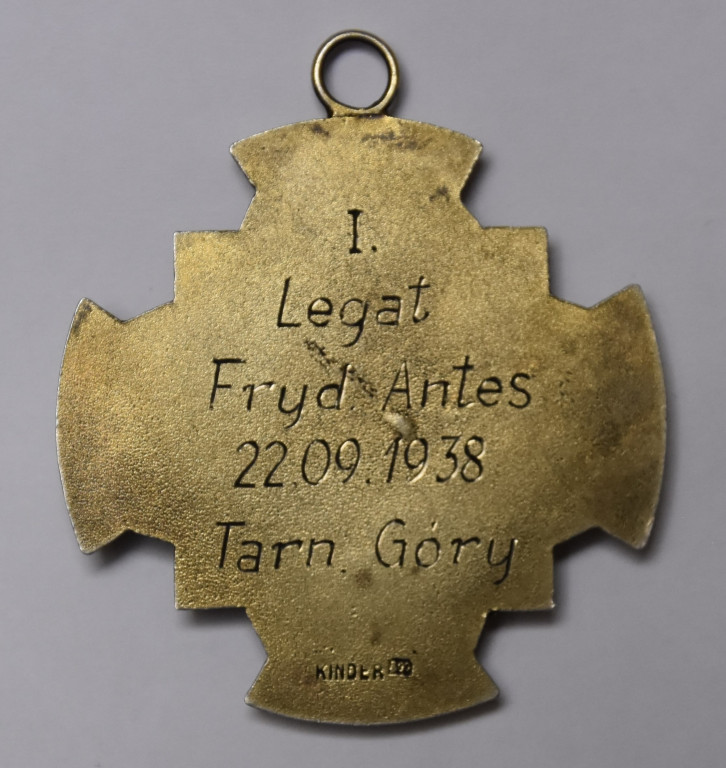 I.
Legat
Fryd. Antes
22.09.1938
Tarn. Góry
KINDER